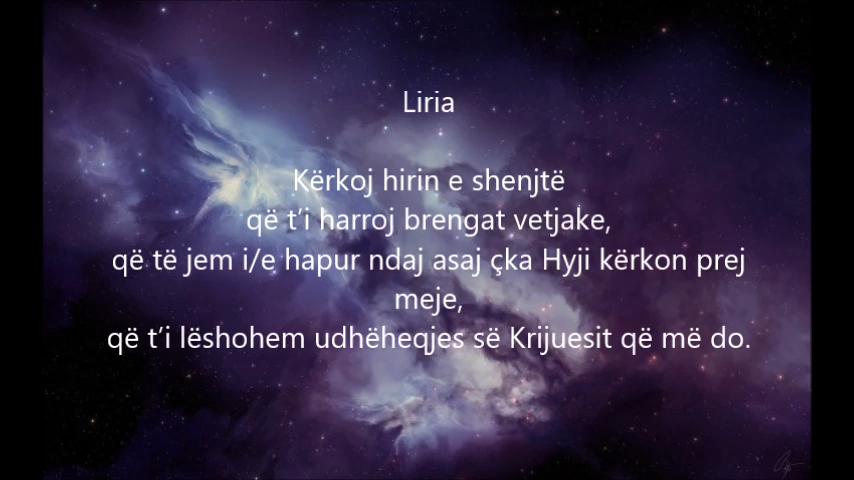 Liria
Kërkoj hirin e shenjtë
që t’i harroj brengat vetjake,
që të jem i/e hapur ndaj asaj çka Hyji kërkon prej
meje,
që t’i lëshohem udhëheqjes së Krijuesit që më do.